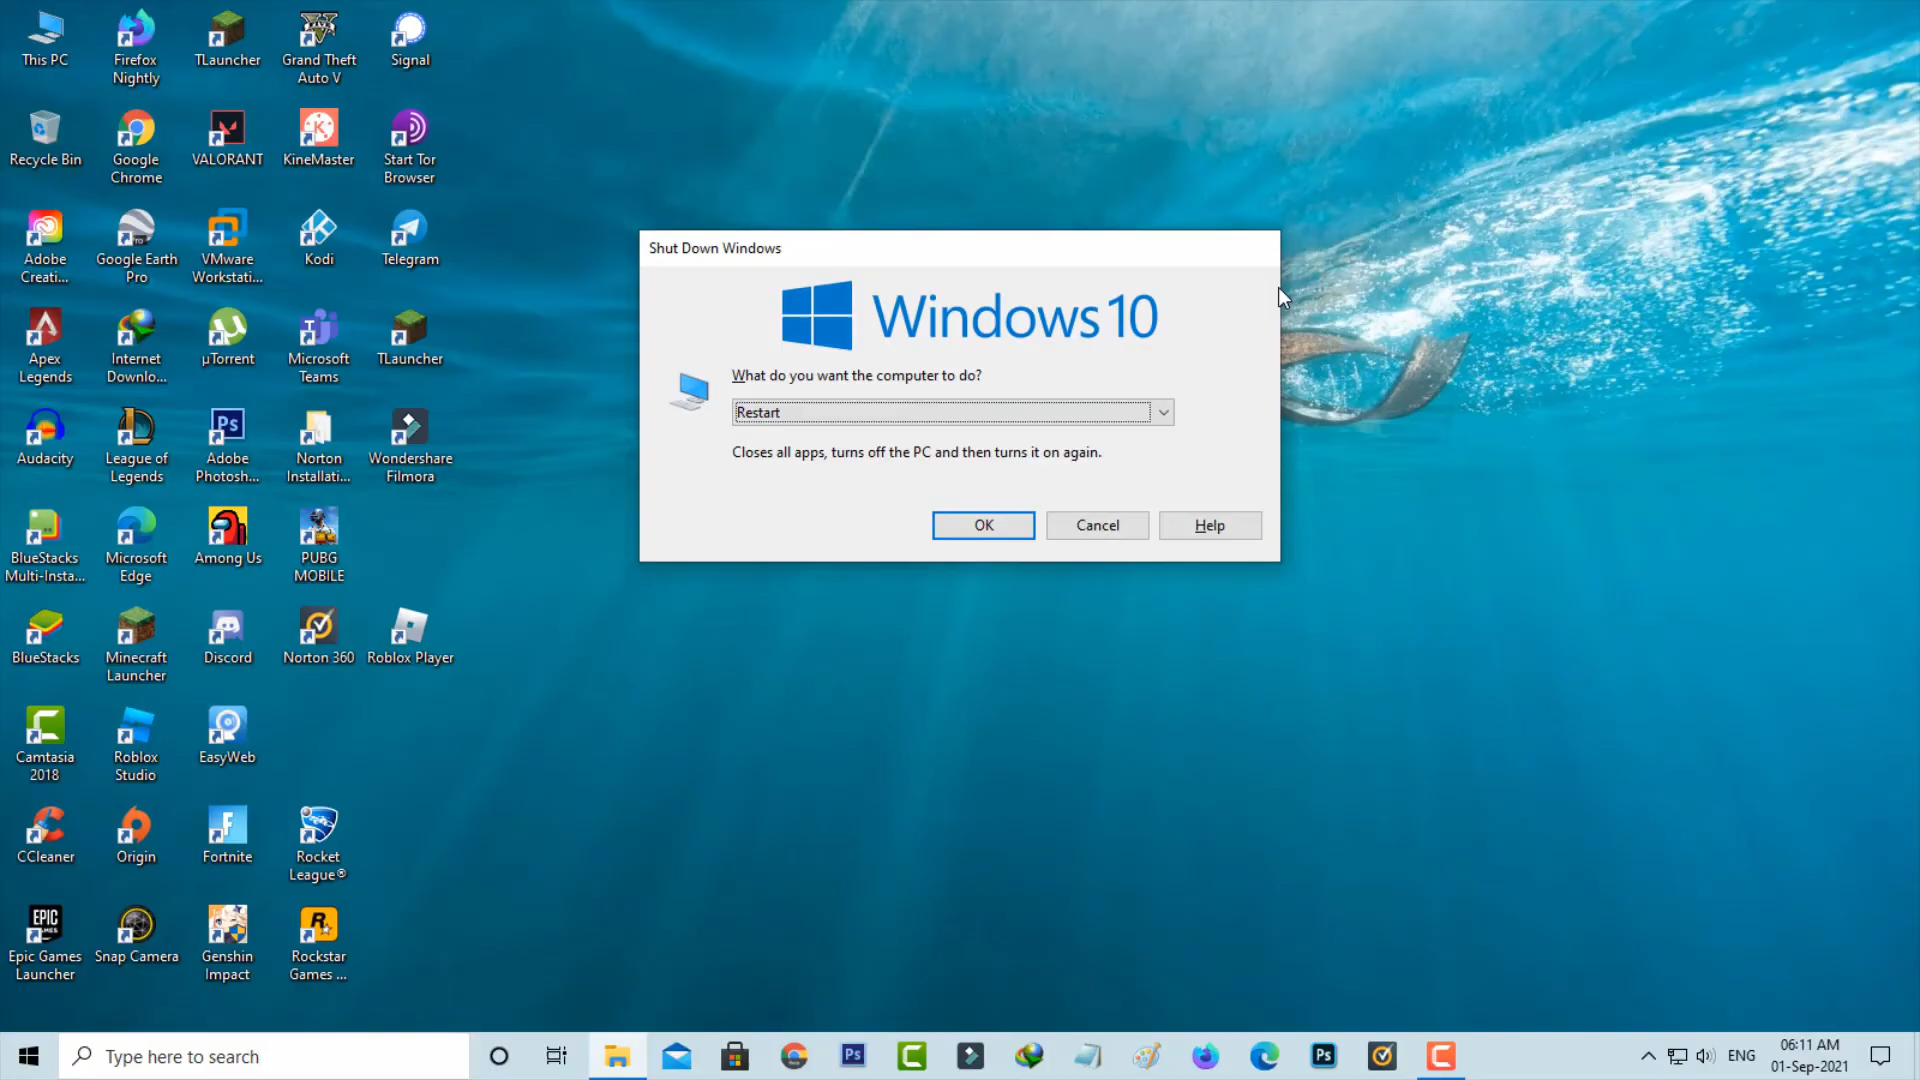 This PC
Firefox
Nightly
TLauncher
Grand Theft
Auto V
Signal
Recycle Bin
Google
Chrome
VALORANT
KineMaster
Start Tor
Browser
Adobe
Creati...
Google Earth
Pro
VMware
Workstati...
Kodi
Telegram
Apex
Legends
Internet
Downlo...
µTorrent
Microsoft
Teams
TLauncher
Audacity
League of
Legends
Ps
Adobe
Photosh...
Norton
Installati...
Wondershare
Filmora
BlueStacks
Multi-Insta...
Microsoft
Edge
Among Us
PUBG
MOBILE
BlueStacks
Minecraft
Launcher
Discord
Norton 360
Roblox Player
Camtasia
2018
Roblox
Studio
EasyWeb
CCleaner
Origin
Fortnite
Rocket
League®
EPIC
GAMES
Epic Games
Launcher
Snap Camera
Genshin
Impact
Rockstar
Games ...
Shut Down Windows
Windows 10
What do you want the computer to do?
Restart
Closes all apps, turns off the PC and then turns it on again.
OK
Cancel
Help
Type here to search
Ps
Ps
ENG
06:11 AM
01-Sep-2021